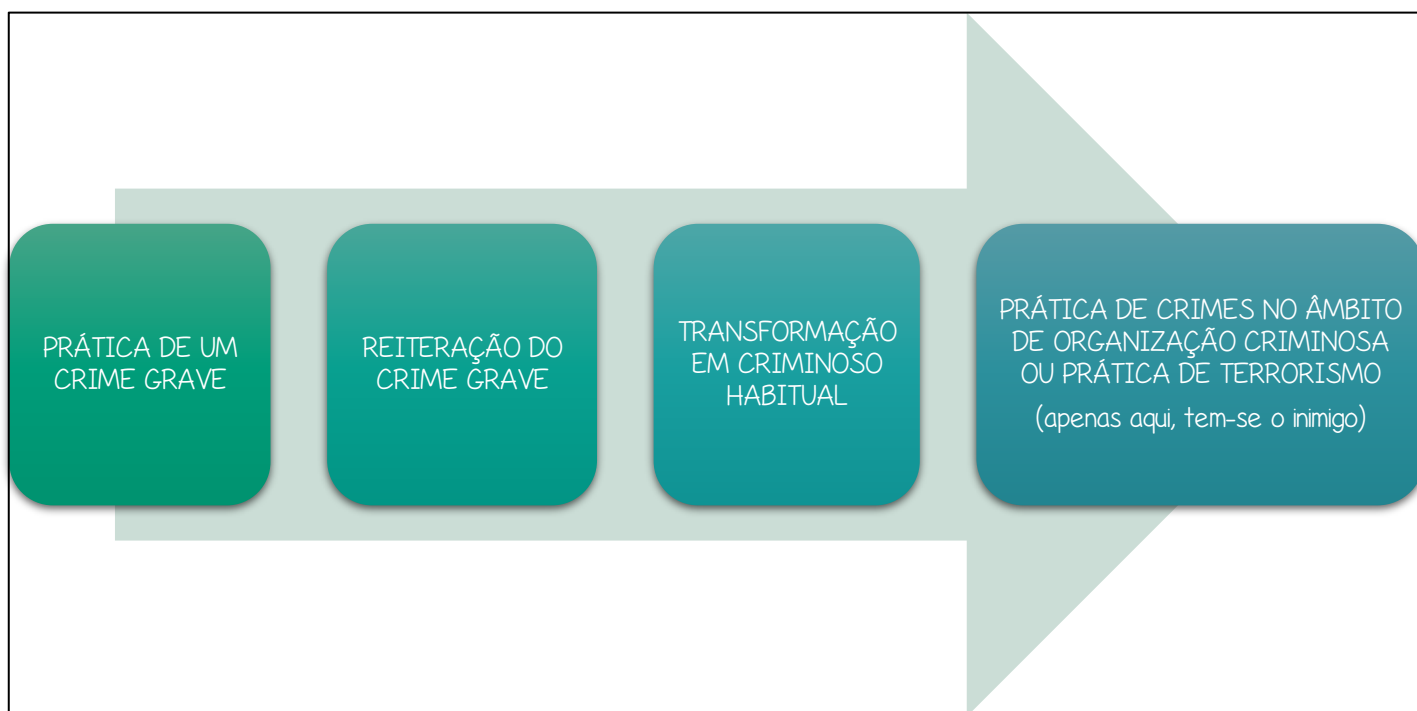 PRÁTICA DE UM
CRIME GRAVE
REITERAÇÃO DO
CRIME GRAVE
TRANSFORMAÇÃO
EM CRIMINOSO
HABITUAL
PRÁTICA DE CRIMES NO ÂMBITO
DE ORGANIZAÇÃO CRIMINOSA
OU PRÁTICA DE TERRORISMO
(apenas aqui, tem-se o inimigo)